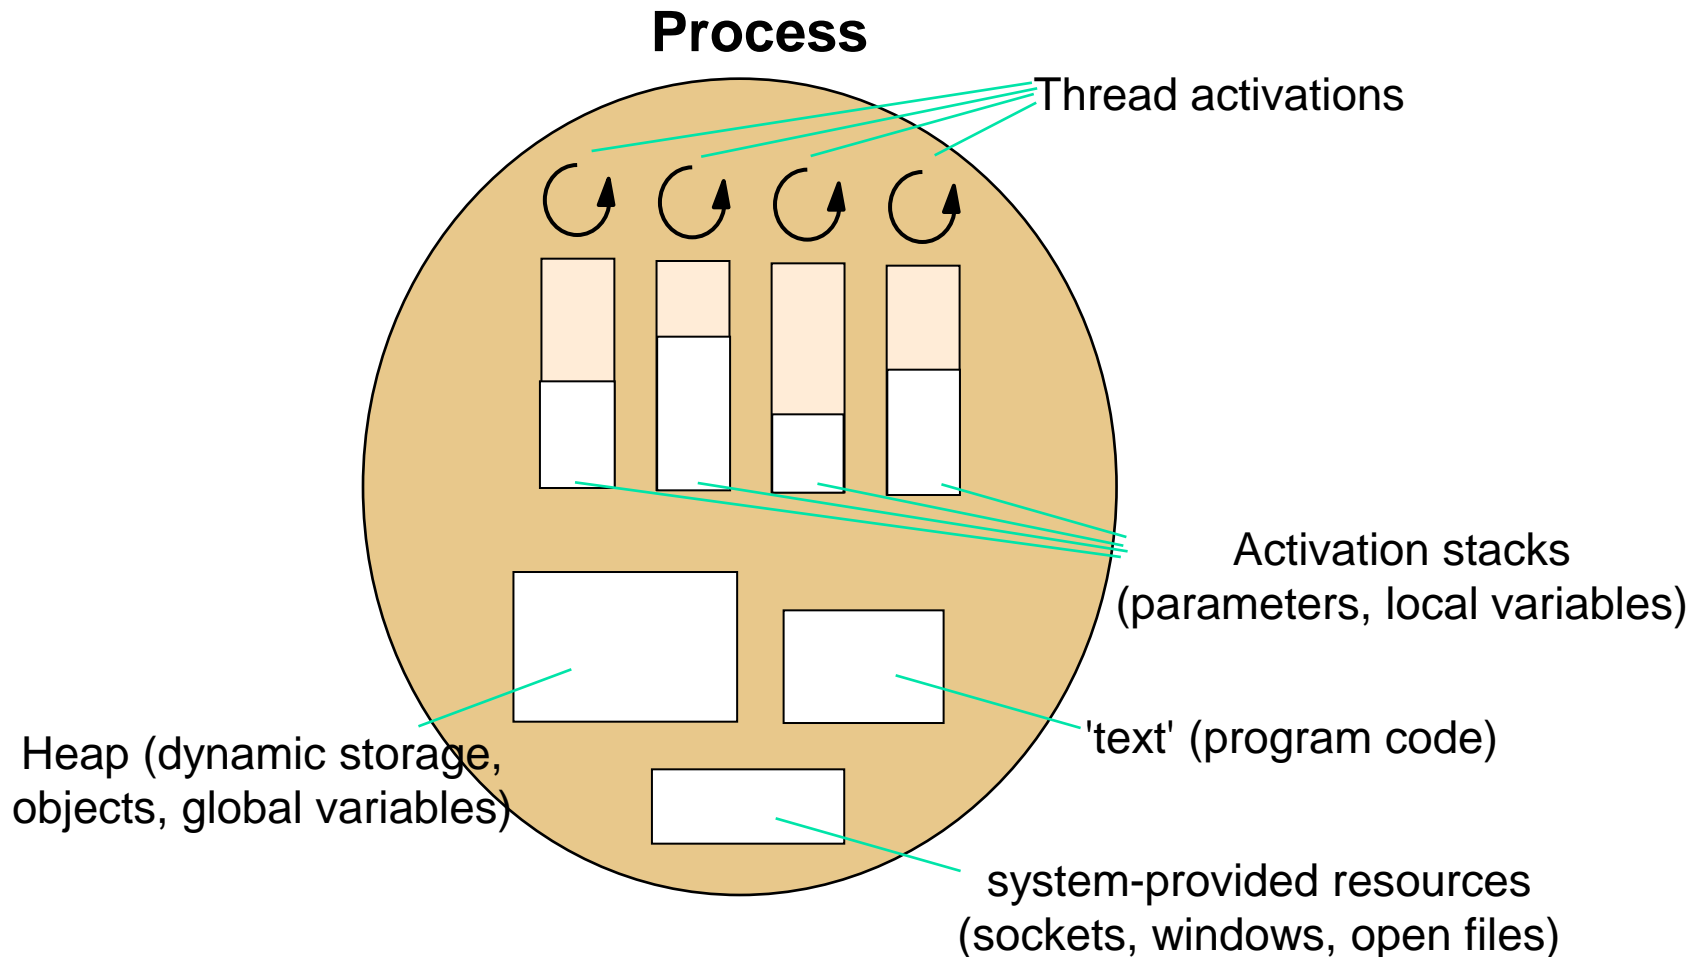 Process
Thread activations
Activation stacks
(parameters, local variables)
'text' (program code)
Heap (dynamic storage,
objects, global variables)
system-provided resources
(sockets, windows, open files)